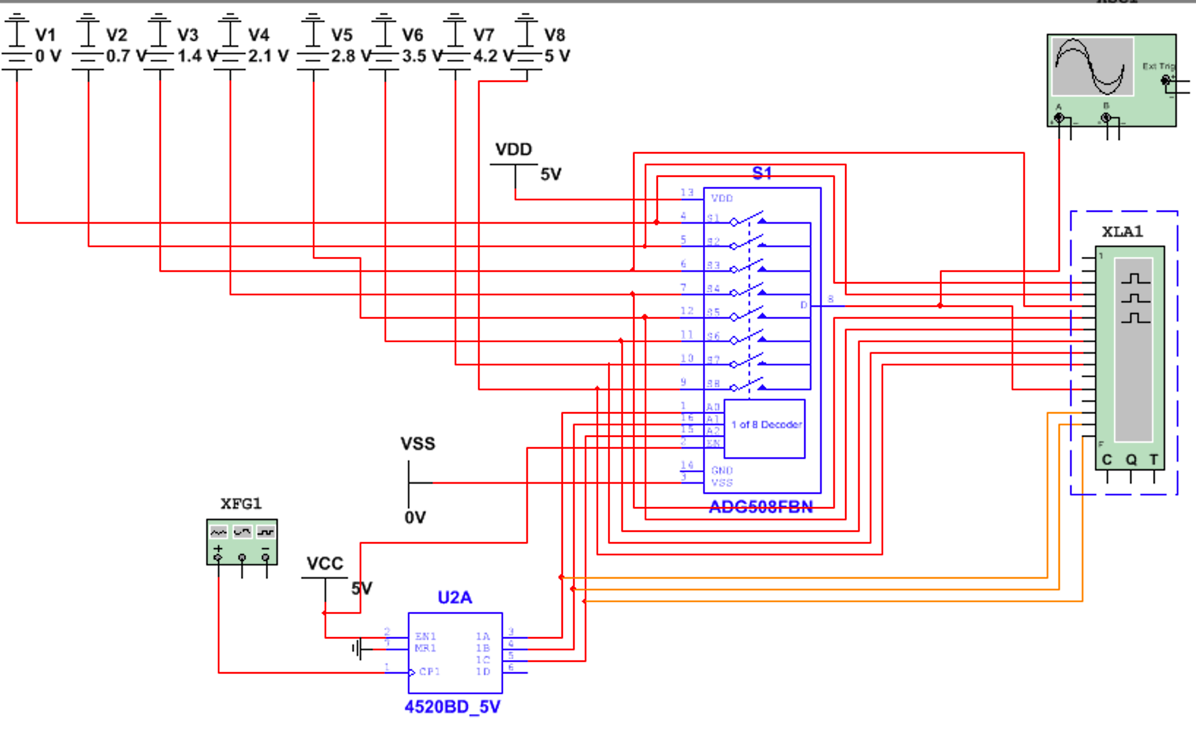 V1
0 V
V2
0.7 V
V3
1.4 V
V4
2.1 V
V5
2.8 V
V6
3.5 V
V7
4.2 V
V8
5 V
Ext Trig
A
B
VDD
5V
S1
13 VDD
4 S1
5 S2
6 S3
7 S4
12 S5
11 S6
10 S7
9 S8
D 8
1 A0
16 A1
15 A2
2 EN
1 of 8 Decoder
14 GND
3 VSS
ADG508FBN
XLA1
1
F
C Q T
VSS
0V
XFG1
VCC
5V
U2A
2 EN1 1A 3
7 MR1 1B 4
1C 5
1 CP1 1D 6
4520BD_5V